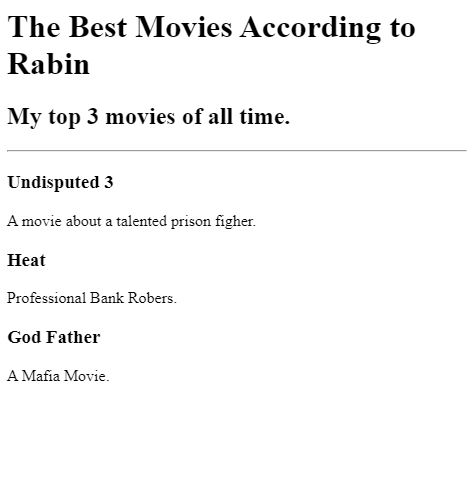 The Best Movies According to
Rabin
My top 3 movies of all time.
Undisputed 3
A movie about a talented prison figher.
Heat
Professional Bank Robers.
God Father
A Mafia Movie.